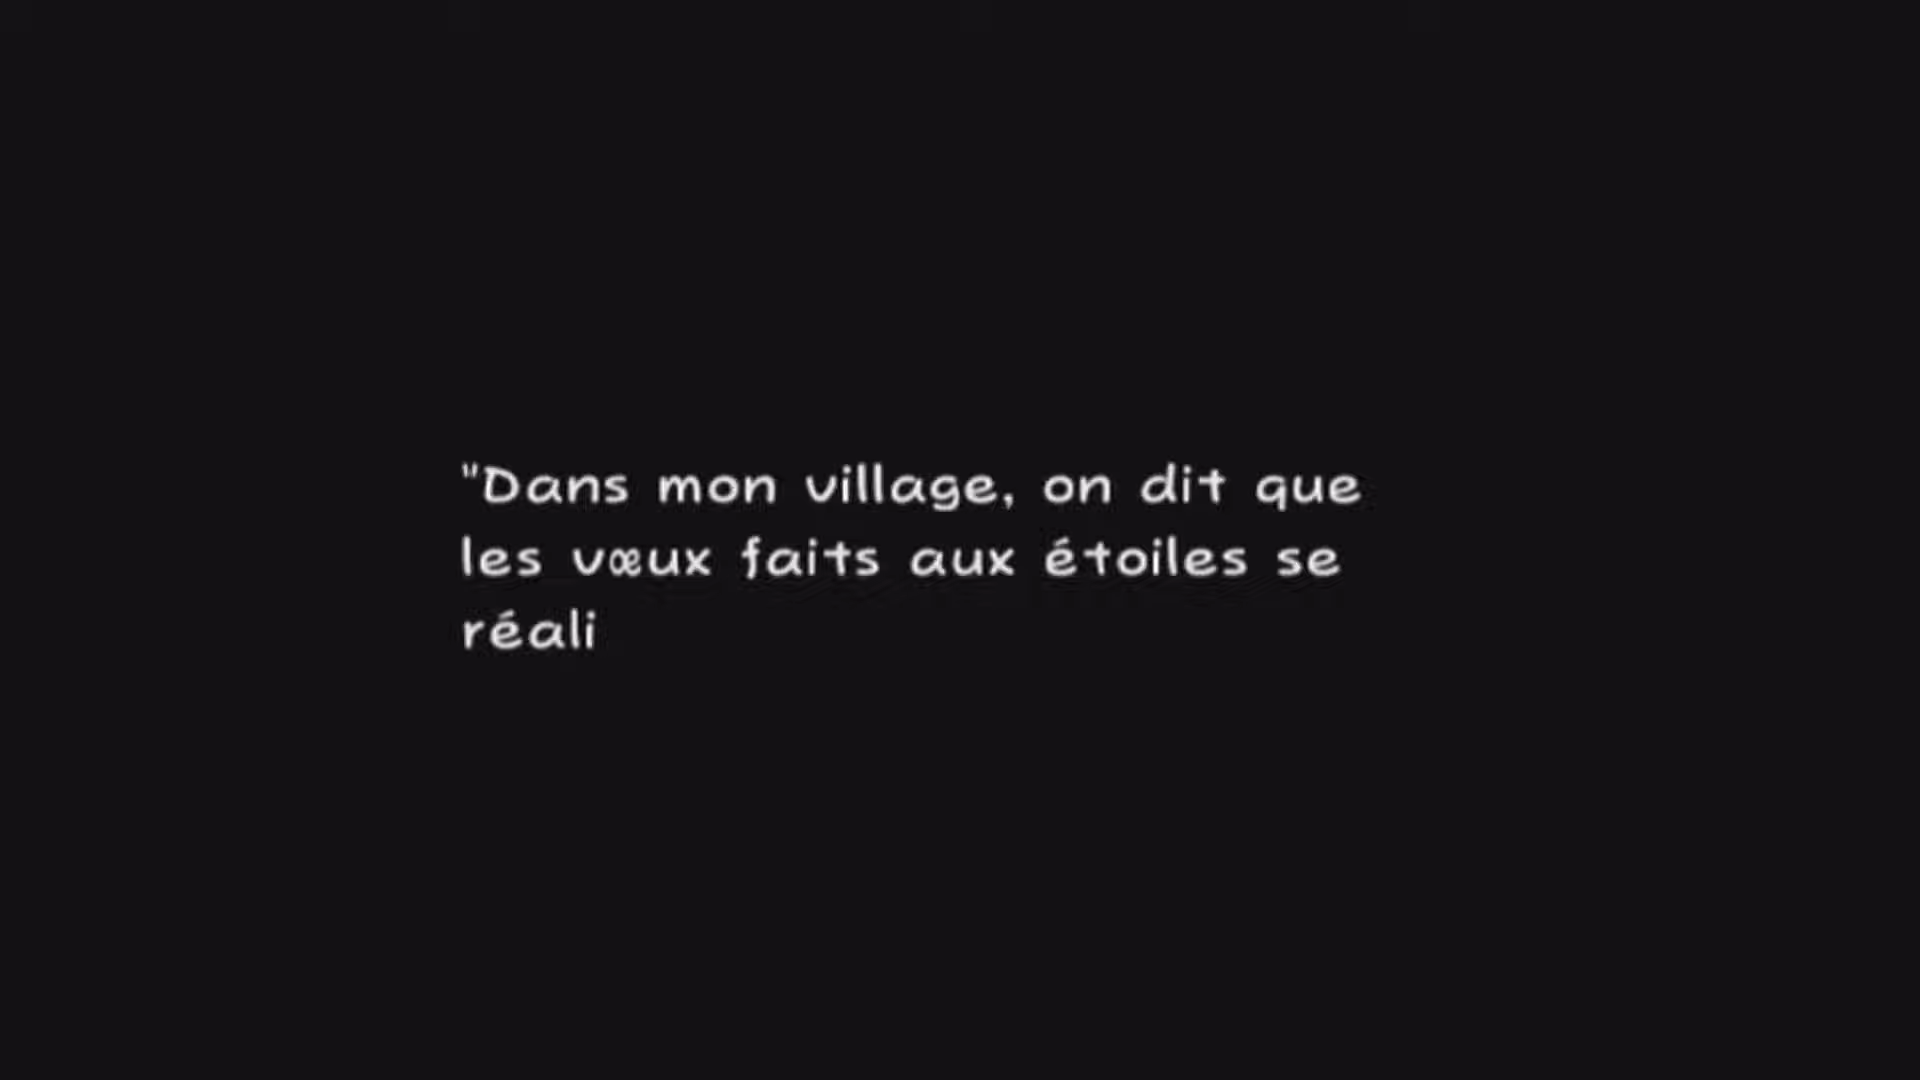 "Dans mon village, on dit que
les vœux faits aux étoiles se
réali